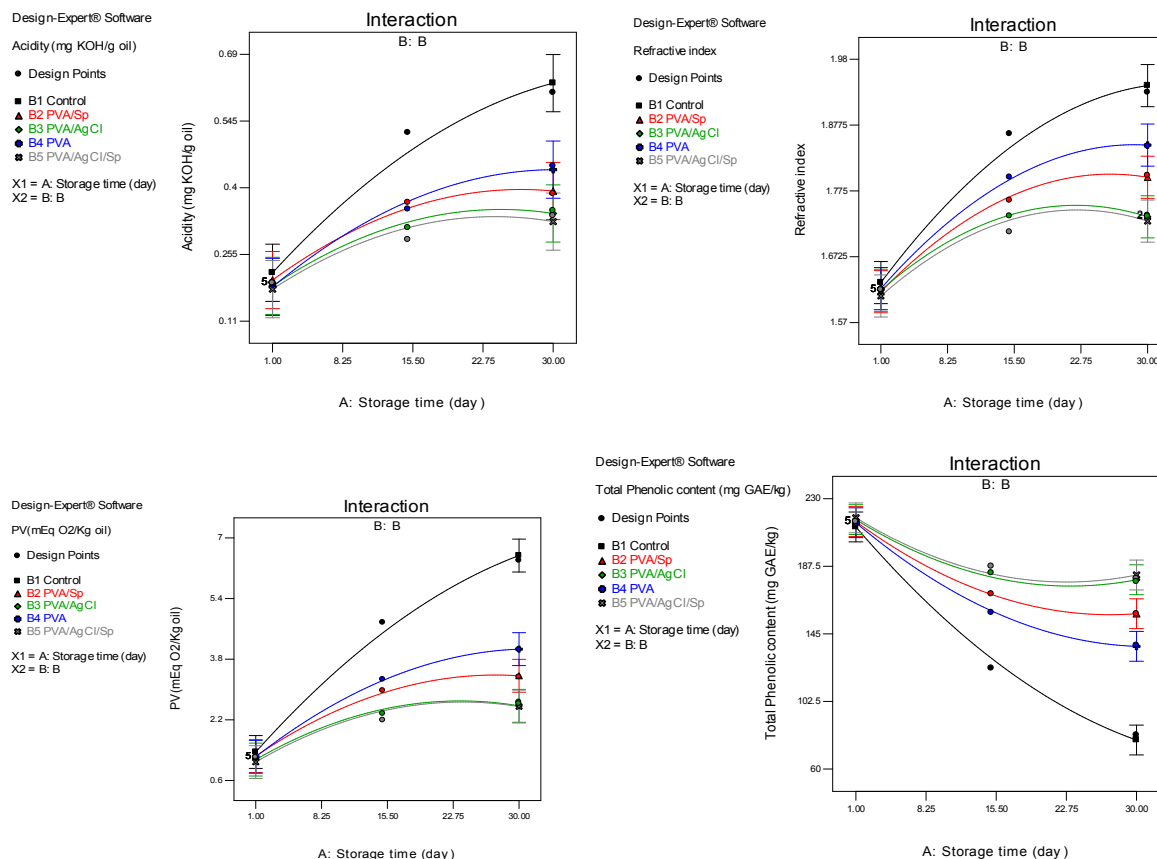 Design-Expert® Software
Acidity (mg KOH/g oil)
Design Points
B1 Control
B2 PVA/Sp
B3 PVA/AgCl
B4 PVA
B5 PVA/AgCl/Sp
X1 = A: Storage time (day)
X2 = B: B
Interaction
B: B
Acidity (mg KOH/g oil)
0.69
0.545
0.4
0.255
0.11
5
1.00 8.25 15.50 22.75 30.00
A: Storage time (day)
Design-Expert® Software
Refractive index
Design Points
B1 Control
B2 PVA/Sp
B3 PVA/AgCl
B4 PVA
B5 PVA/AgCl/Sp
X1 = A: Storage time (day)
X2 = B: B
Interaction
B: B
Refractive index
1.98
1.8775
1.775
1.6725
1.57
5
2
1.00 8.25 15.50 22.75 30.00
A: Storage time (day)
Design-Expert® Software
PV(mEq O2/Kg oil)
Design Points
B1 Control
B2 PVA/Sp
B3 PVA/AgCl
B4 PVA
B5 PVA/AgCl/Sp
X1 = A: Storage time (day)
X2 = B: B
Interaction
B: B
PV(mEq O2/Kg oil)
7
5.4
3.8
2.2
0.6
5
1.00 8.25 15.50 22.75 30.00
A: Storage time (day)
Design-Expert® Software
Total Phenolic content (mg GAE/kg)
Design Points
B1 Control
B2 PVA/Sp
B3 PVA/AgCl
B4 PVA
B5 PVA/AgCl/Sp
X1 = A: Storage time (day)
X2 = B: B
Interaction
B: B
Total Phenolic content (mg GAE/kg)
230
187.5
145
102.5
60
5
1.00 8.25 15.50 22.75 30.00
A: Storage time (day)